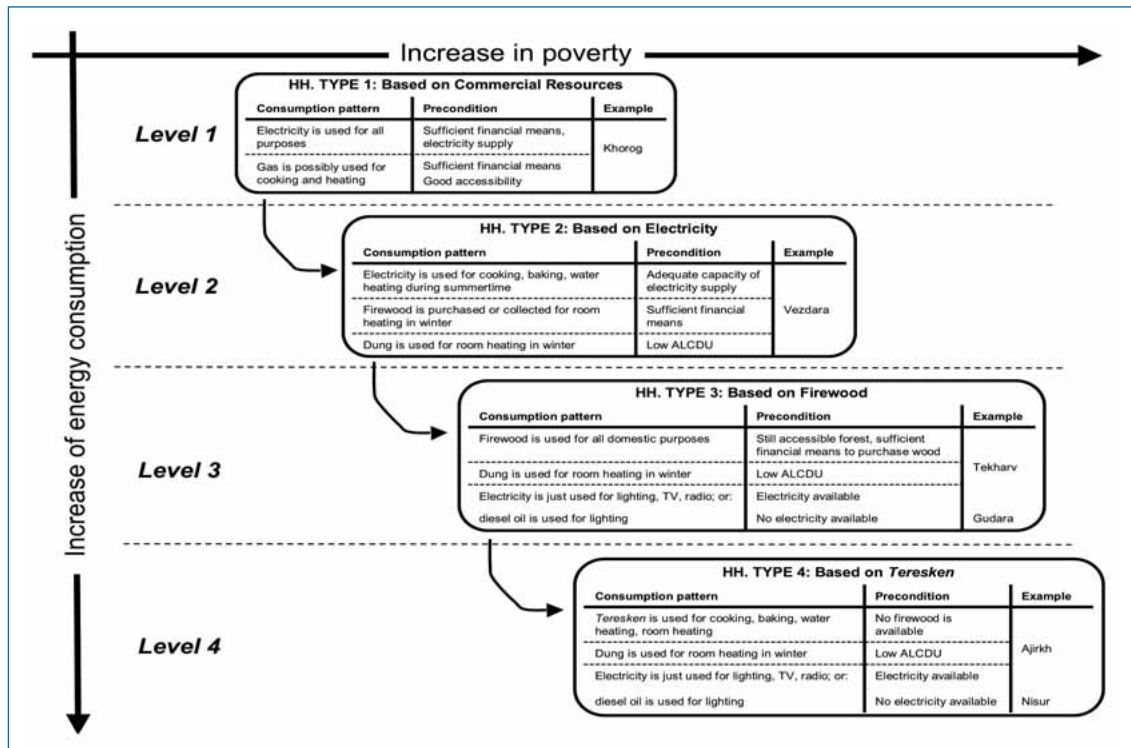 Increase in poverty
Increase of energy consumption
Level 1
HH. TYPE 1: Based on Commercial Resources
Consumption pattern Precondition Example
Electricity is used for all
purposes
Sufficient financial means,
electricity supply
Khorog
Gas is possibly used for
cooking and heating
Sufficient financial means
Good accessibility
Level 2
HH. TYPE 2: Based on Electricity
Consumption pattern Precondition Example
Electricity is used for cooking, baking, water
heating during summertime
Adequate capacity of
electricity supply
Firewood is purchased or collected for room
heating in winter
Sufficient financial
means
Vezdara
Dung is used for room heating in winter Low ALCDU
Level 3
HH. TYPE 3: Based on Firewood
Consumption pattern Precondition Example
Firewood is used for all domestic purposes
Still accessible forest, sufficient
financial means to purchase wood
Tekharv
Dung is used for room heating in winter Low ALCDU
Electricity is just used for lighting, TV, radio; or: Electricity available
diesel oil is used for lighting No electricity available Gudara
Level 4
HH. TYPE 4: Based on Teresken
Consumption pattern Precondition Example
Teresken is used for cooking, baking, water
heating, room heating
No firewood is
available
Ajirkh
Dung is used for room heating in winter Low ALCDU
Electricity is just used for lighting, TV, radio; or: Electricity available
diesel oil is used for lighting No electricity available Nisur